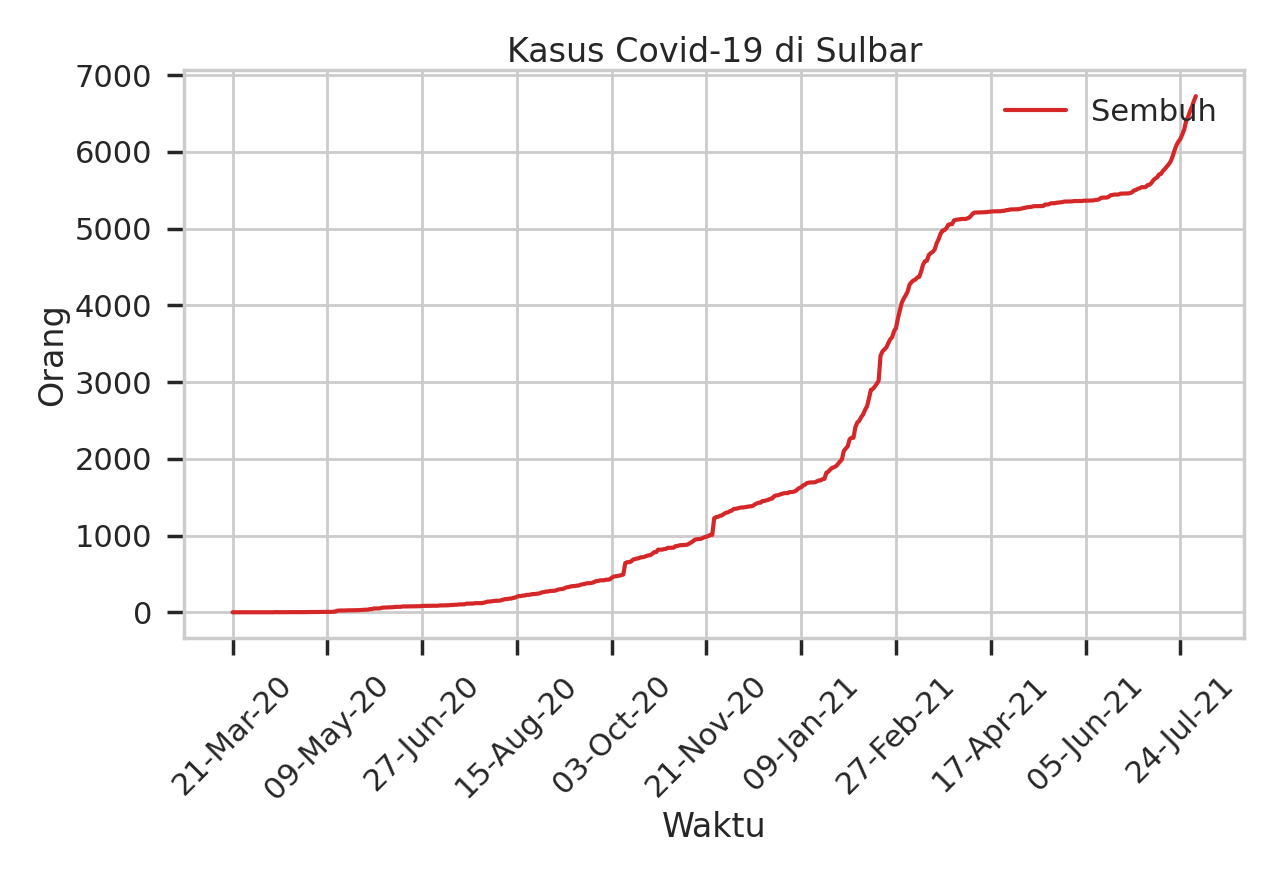 Kasus Covid-19 di Sulbar
Sembuh
Orang
7000
6000
5000
4000
3000
2000
1000
0
21-Mar-20
09-May-20
27-Jun-20
15-Aug-20
03-Oct-20
21-Nov-20
09-Jan-21
27-Feb-21
17-Apr-21
05-Jun-21
24-Jul-21
Waktu